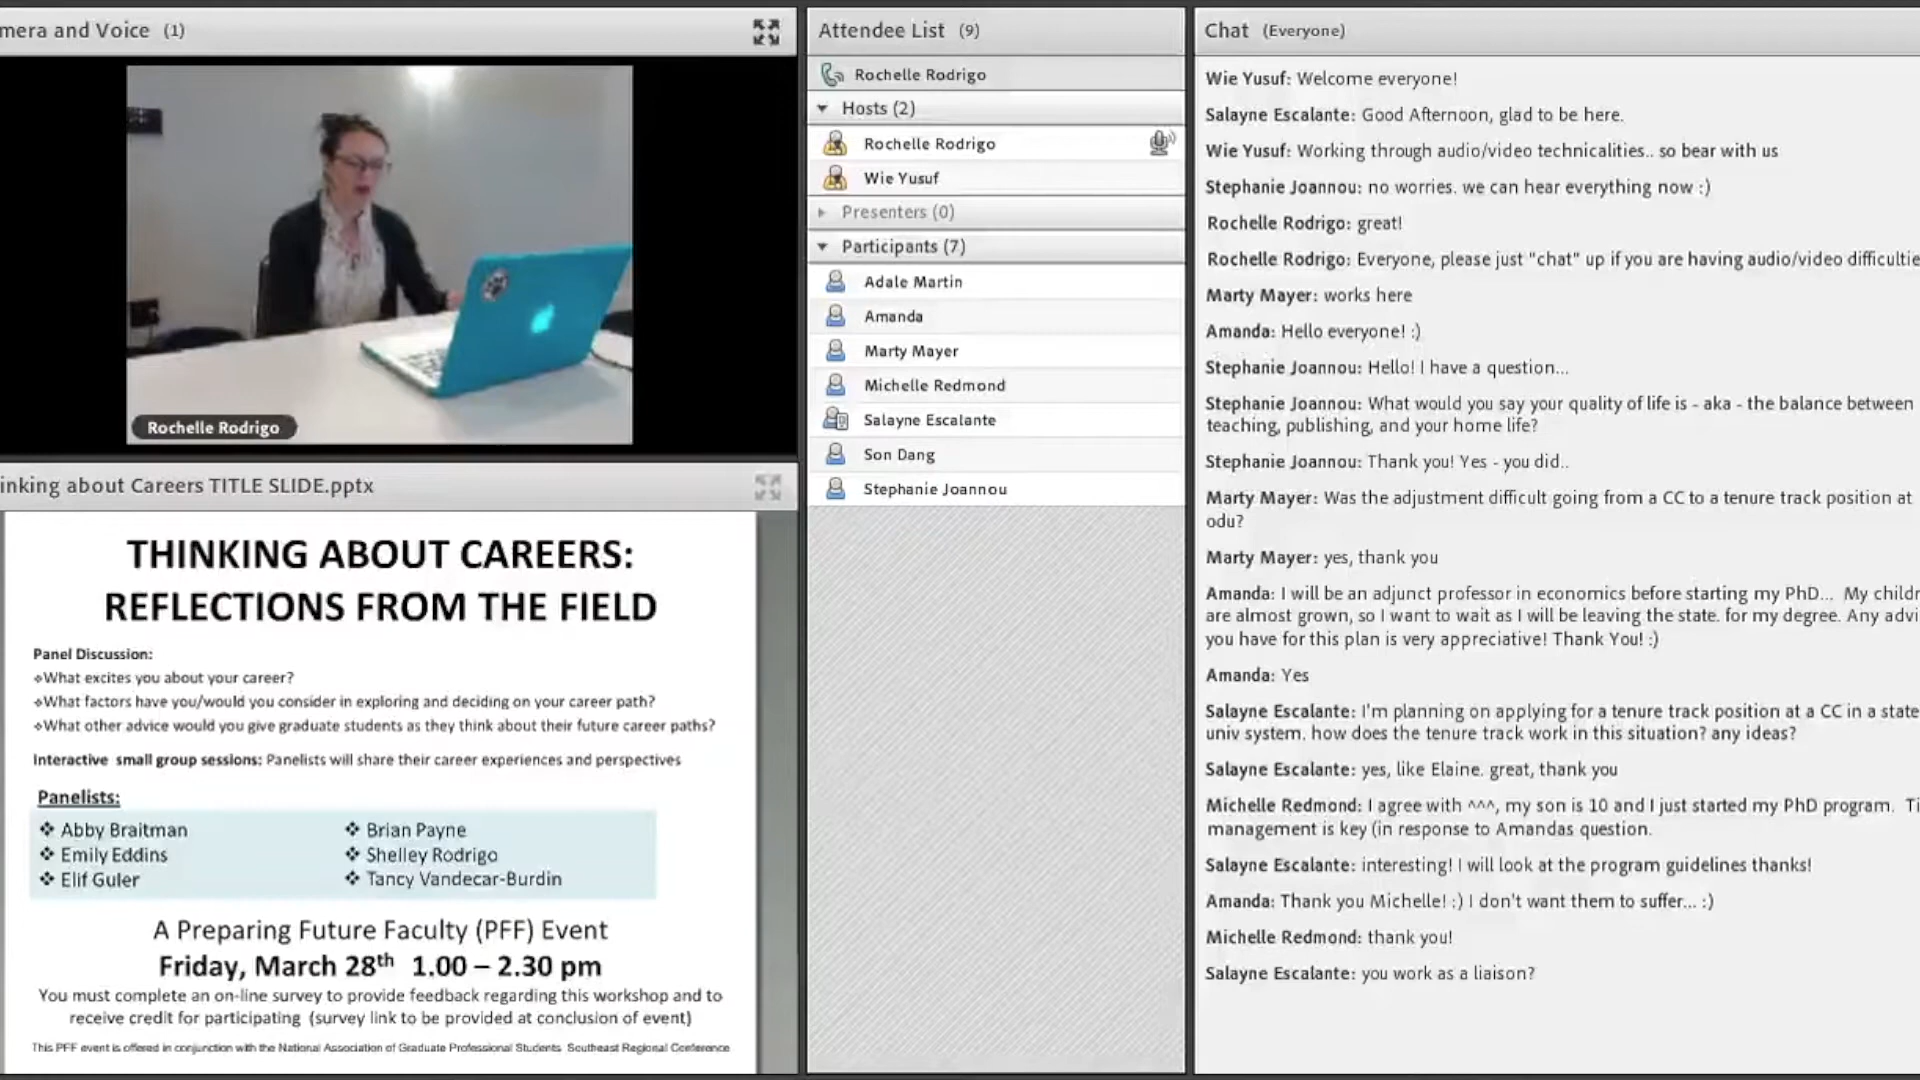 mera and Voice (1)
Rochelle Rodrigo
inking about Careers TITLE SLIDE.pptx
THINKING ABOUT CAREERS:
REFLECTIONS FROM THE FIELD
Panel Discussion:
❖What excites you about your career?
❖What factors have you/would you consider in exploring and deciding on your career path?
❖What other advice would you give graduate students as they think about their future career paths?
Interactive small group sessions: Panelists will share their career experiences and perspectives
Panelists:
❖ Abby Braitman
❖ Emily Eddins
❖ Elif Guler
❖ Brian Payne
❖ Shelley Rodrigo
❖ Tancy Vandecar-Burdin
A Preparing Future Faculty (PFF) Event
Friday, March 28th 1.00 – 2.30 pm
You must complete an on-line survey to provide feedback regarding this workshop and to
receive credit for participating (survey link to be provided at conclusion of event)
This PFF event is offered in conjunction with the National Association of Graduate Professional Students Southeast Regional Conference
Attendee List (9)
Rochelle Rodrigo
Hosts (2)
Rochelle Rodrigo
Wie Yusuf
Presenters (0)
Participants (7)
Adale Martin
Amanda
Marty Mayer
Michelle Redmond
Salayne Escalante
Son Dang
Stephanie Joannou
Chat (Everyone)
Wie Yusuf: Welcome everyone!
Salayne Escalante: Good Afternoon, glad to be here.
Wie Yusuf: Working through audio/video technicalities.. so bear with us
Stephanie Joannou: no worries. we can hear everything now :)
Rochelle Rodrigo: great!
Rochelle Rodrigo: Everyone, please just "chat" up if you are having audio/video difficultie
Marty Mayer: works here
Amanda: Hello everyone! :)
Stephanie Joannou: Hello! I have a question...
Stephanie Joannou: What would you say your quality of life is - aka - the balance between
teaching, publishing, and your home life?
Stephanie Joannou: Thank you! Yes - you did..
Marty Mayer: Was the adjustment difficult going from a CC to a tenure track position at
odu?
Marty Mayer: yes, thank you
Amanda: I will be an adjunct professor in economics before starting my PhD... My childr
are almost grown, so I want to wait as I will be leaving the state. for my degree. Any advi
you have for this plan is very appreciative! Thank You! :)
Amanda: Yes
Salayne Escalante: I'm planning on applying for a tenure track position at a CC in a state
univ system. how does the tenure track work in this situation? any ideas?
Salayne Escalante: yes, like Elaine. great, thank you
Michelle Redmond: I agree with ^^^, my son is 10 and I just started my PhD program. Ti
management is key (in response to Amandas question.
Salayne Escalante: interesting! I will look at the program guidelines thanks!
Amanda: Thank you Michelle! :) I don't want them to suffer... :)
Michelle Redmond: thank you!
Salayne Escalante: you work as a liaison?